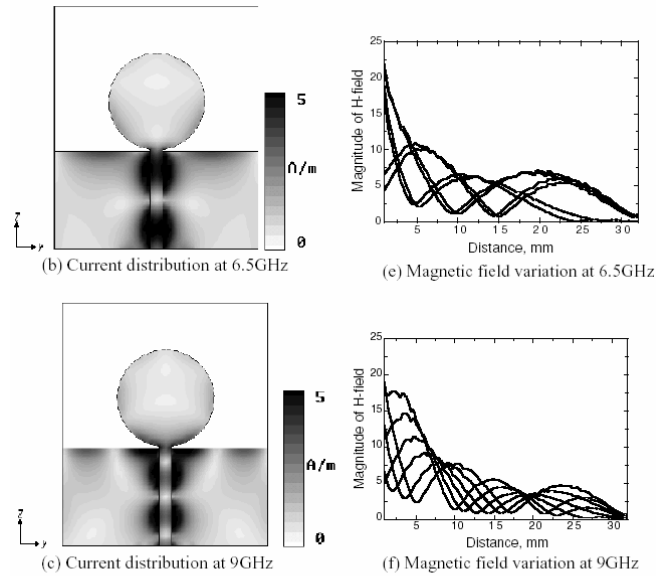 5
A/m
0
Z
y
(b) Current distribution at 6.5GHz
Magnitude of H-field
25
20
15
10
5
0
5 10 15 20 25 30
Distance, mm
(e) Magnetic field variation at 6.5GHz
5
A/m
0
Z
y
(c) Current distribution at 9GHz
Magnitude of H-field
25
20
15
10
5
0
5 10 15 20 25 30
Distance, mm
(f) Magnetic field variation at 9GHz